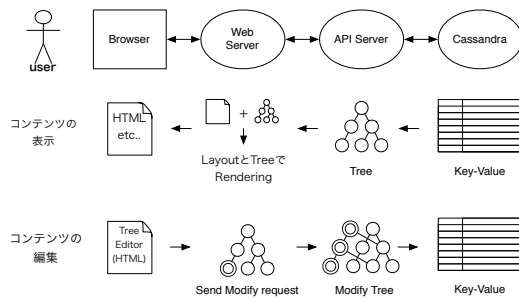 user
Browser
Web
Server
API Server
Cassandra
コンテンツの
表示
HTML
etc..
+
LayoutとTreeで
Rendering
Tree
Key-Value
コンテンツの
編集
Tree
Editor
(HTML)
Send Modify request
Modify Tree
Key-Value